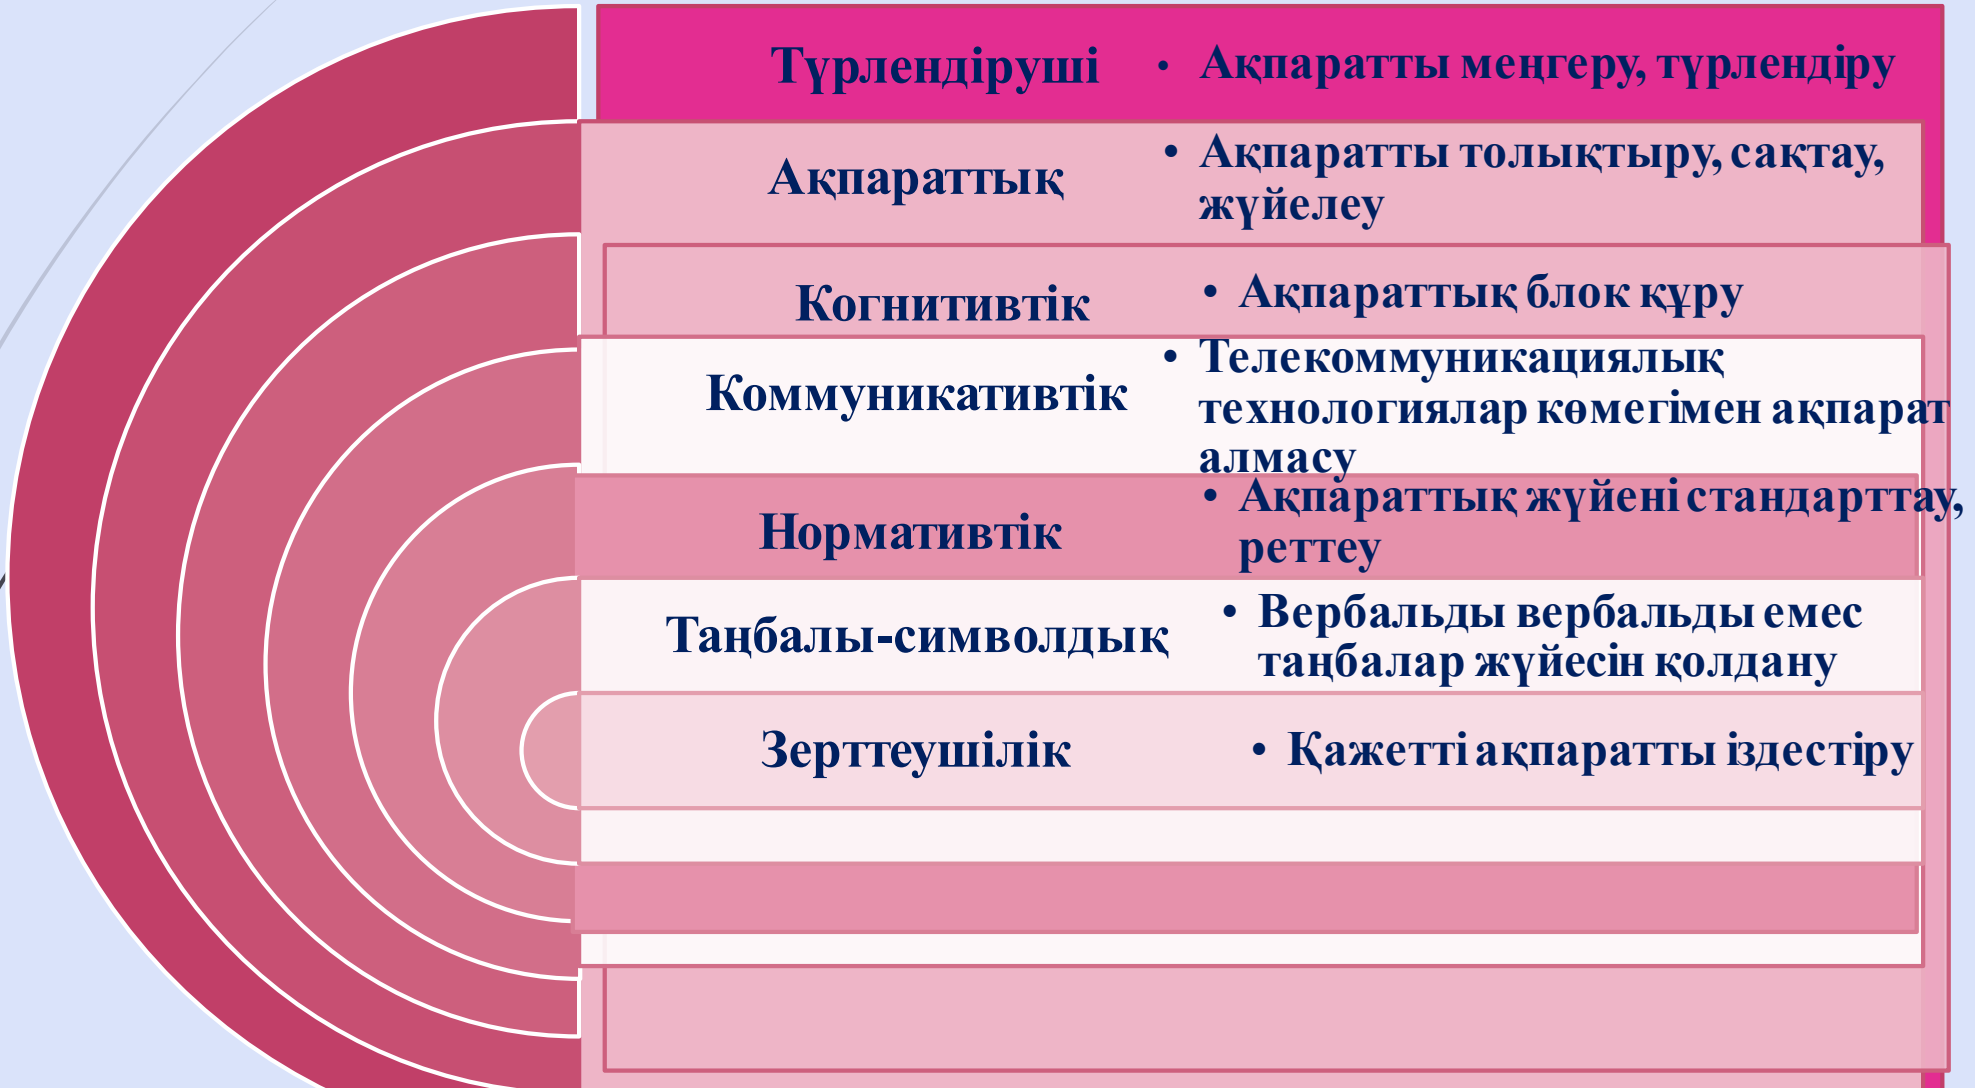 Түрлендіруші
• Ақпаратты меңгеру, түрлендіру
Ақпараттық
• Ақпаратты толықтыру, сақтау,
жүйелеу
Когнитивтік
• Ақпараттық блок құру
Коммуникативтік
• Телекоммуникациялық
технологиялар көмегімен ақпарат
алмасу
Нормативтік
• Ақпараттық жүйені стандарттау,
реттеу
Таңбалы-символдық
• Вербальды вербальды емес
таңбалар жүйесін қолдану
Зерттеушілік
• Қажетті ақпаратты іздестіру